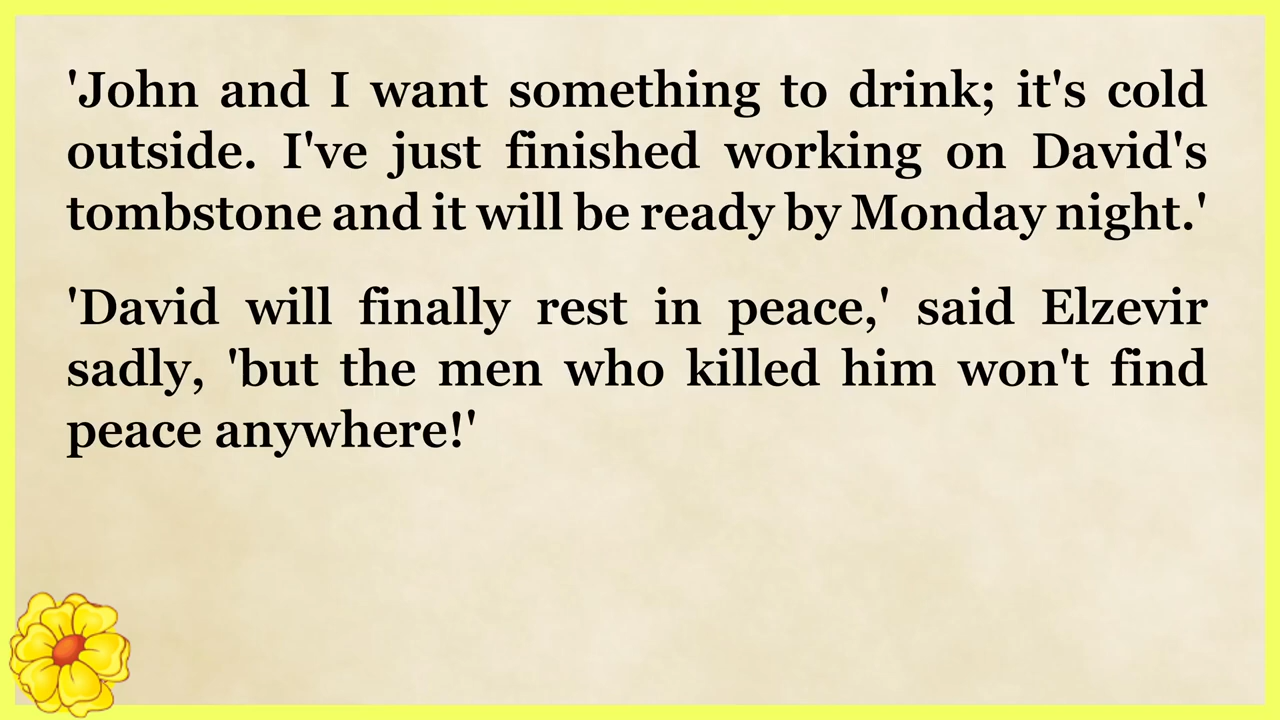 'John and I want something to drink; it's cold
outside. I've just finished working on David's
tombstone and it will be ready by Monday night.'
'David will finally rest in peace,' said Elzevir
sadly, 'but the men who killed him won't find
peace anywhere!'